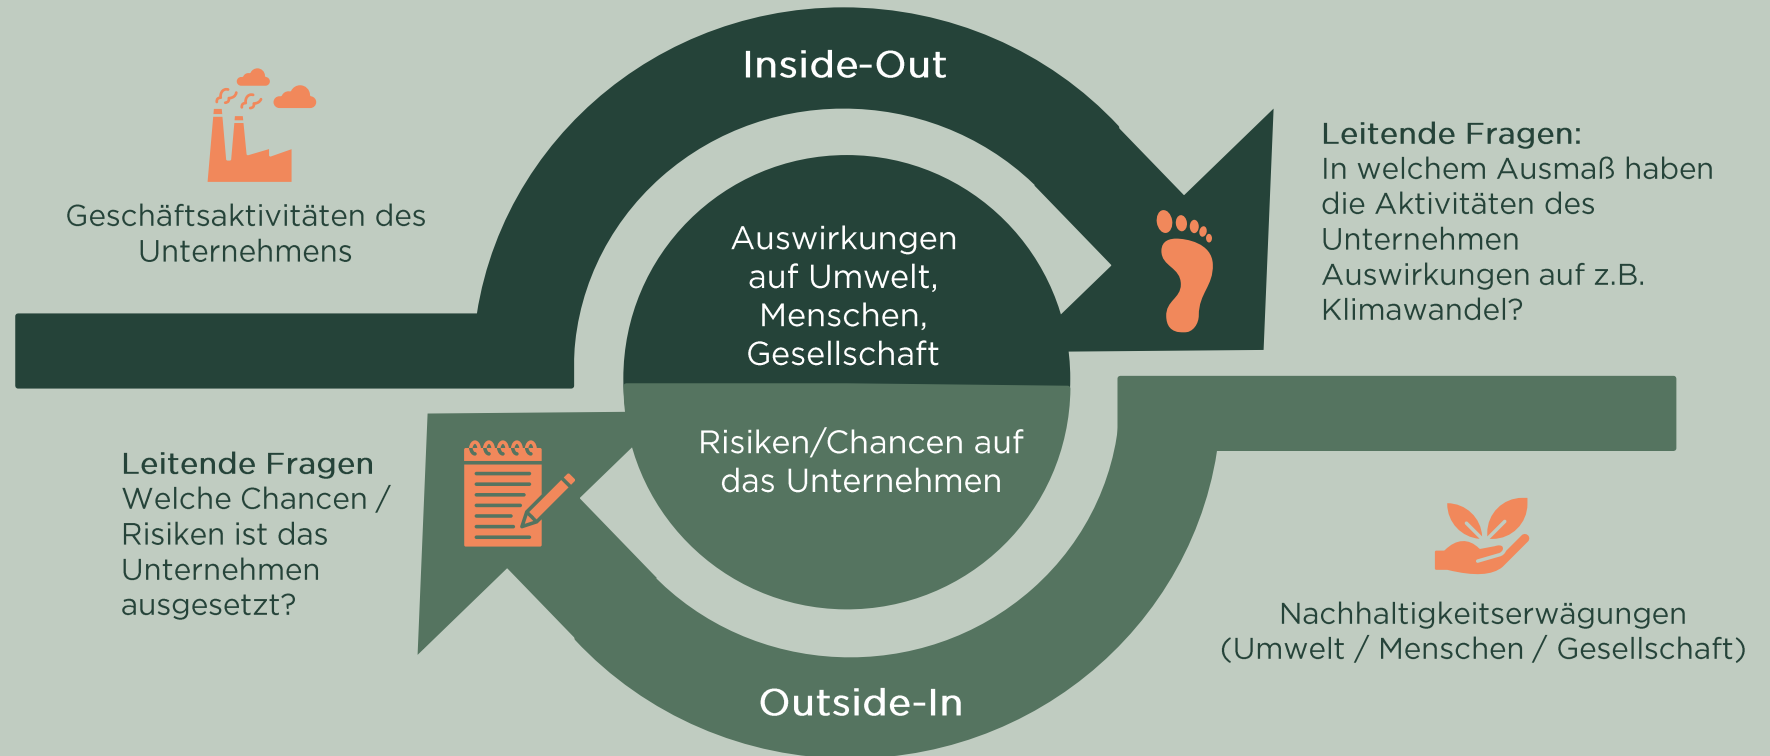 Inside-Out
Geschäftsaktivitäten des
Unternehmens
Auswirkungen
auf Umwelt,
Menschen,
Gesellschaft
Leitende Fragen:
In welchem Ausmaß haben
die Aktivitäten des
Unternehmen
Auswirkungen auf z.B.
Klimawandel?
Leitende Fragen
Welche Chancen /
Risiken ist das
Unternehmen
ausgesetzt?
Risiken/Chancen auf
das Unternehmen
Nachhaltigkeitserwägungen
(Umwelt / Menschen / Gesellschaft)
Outside-In